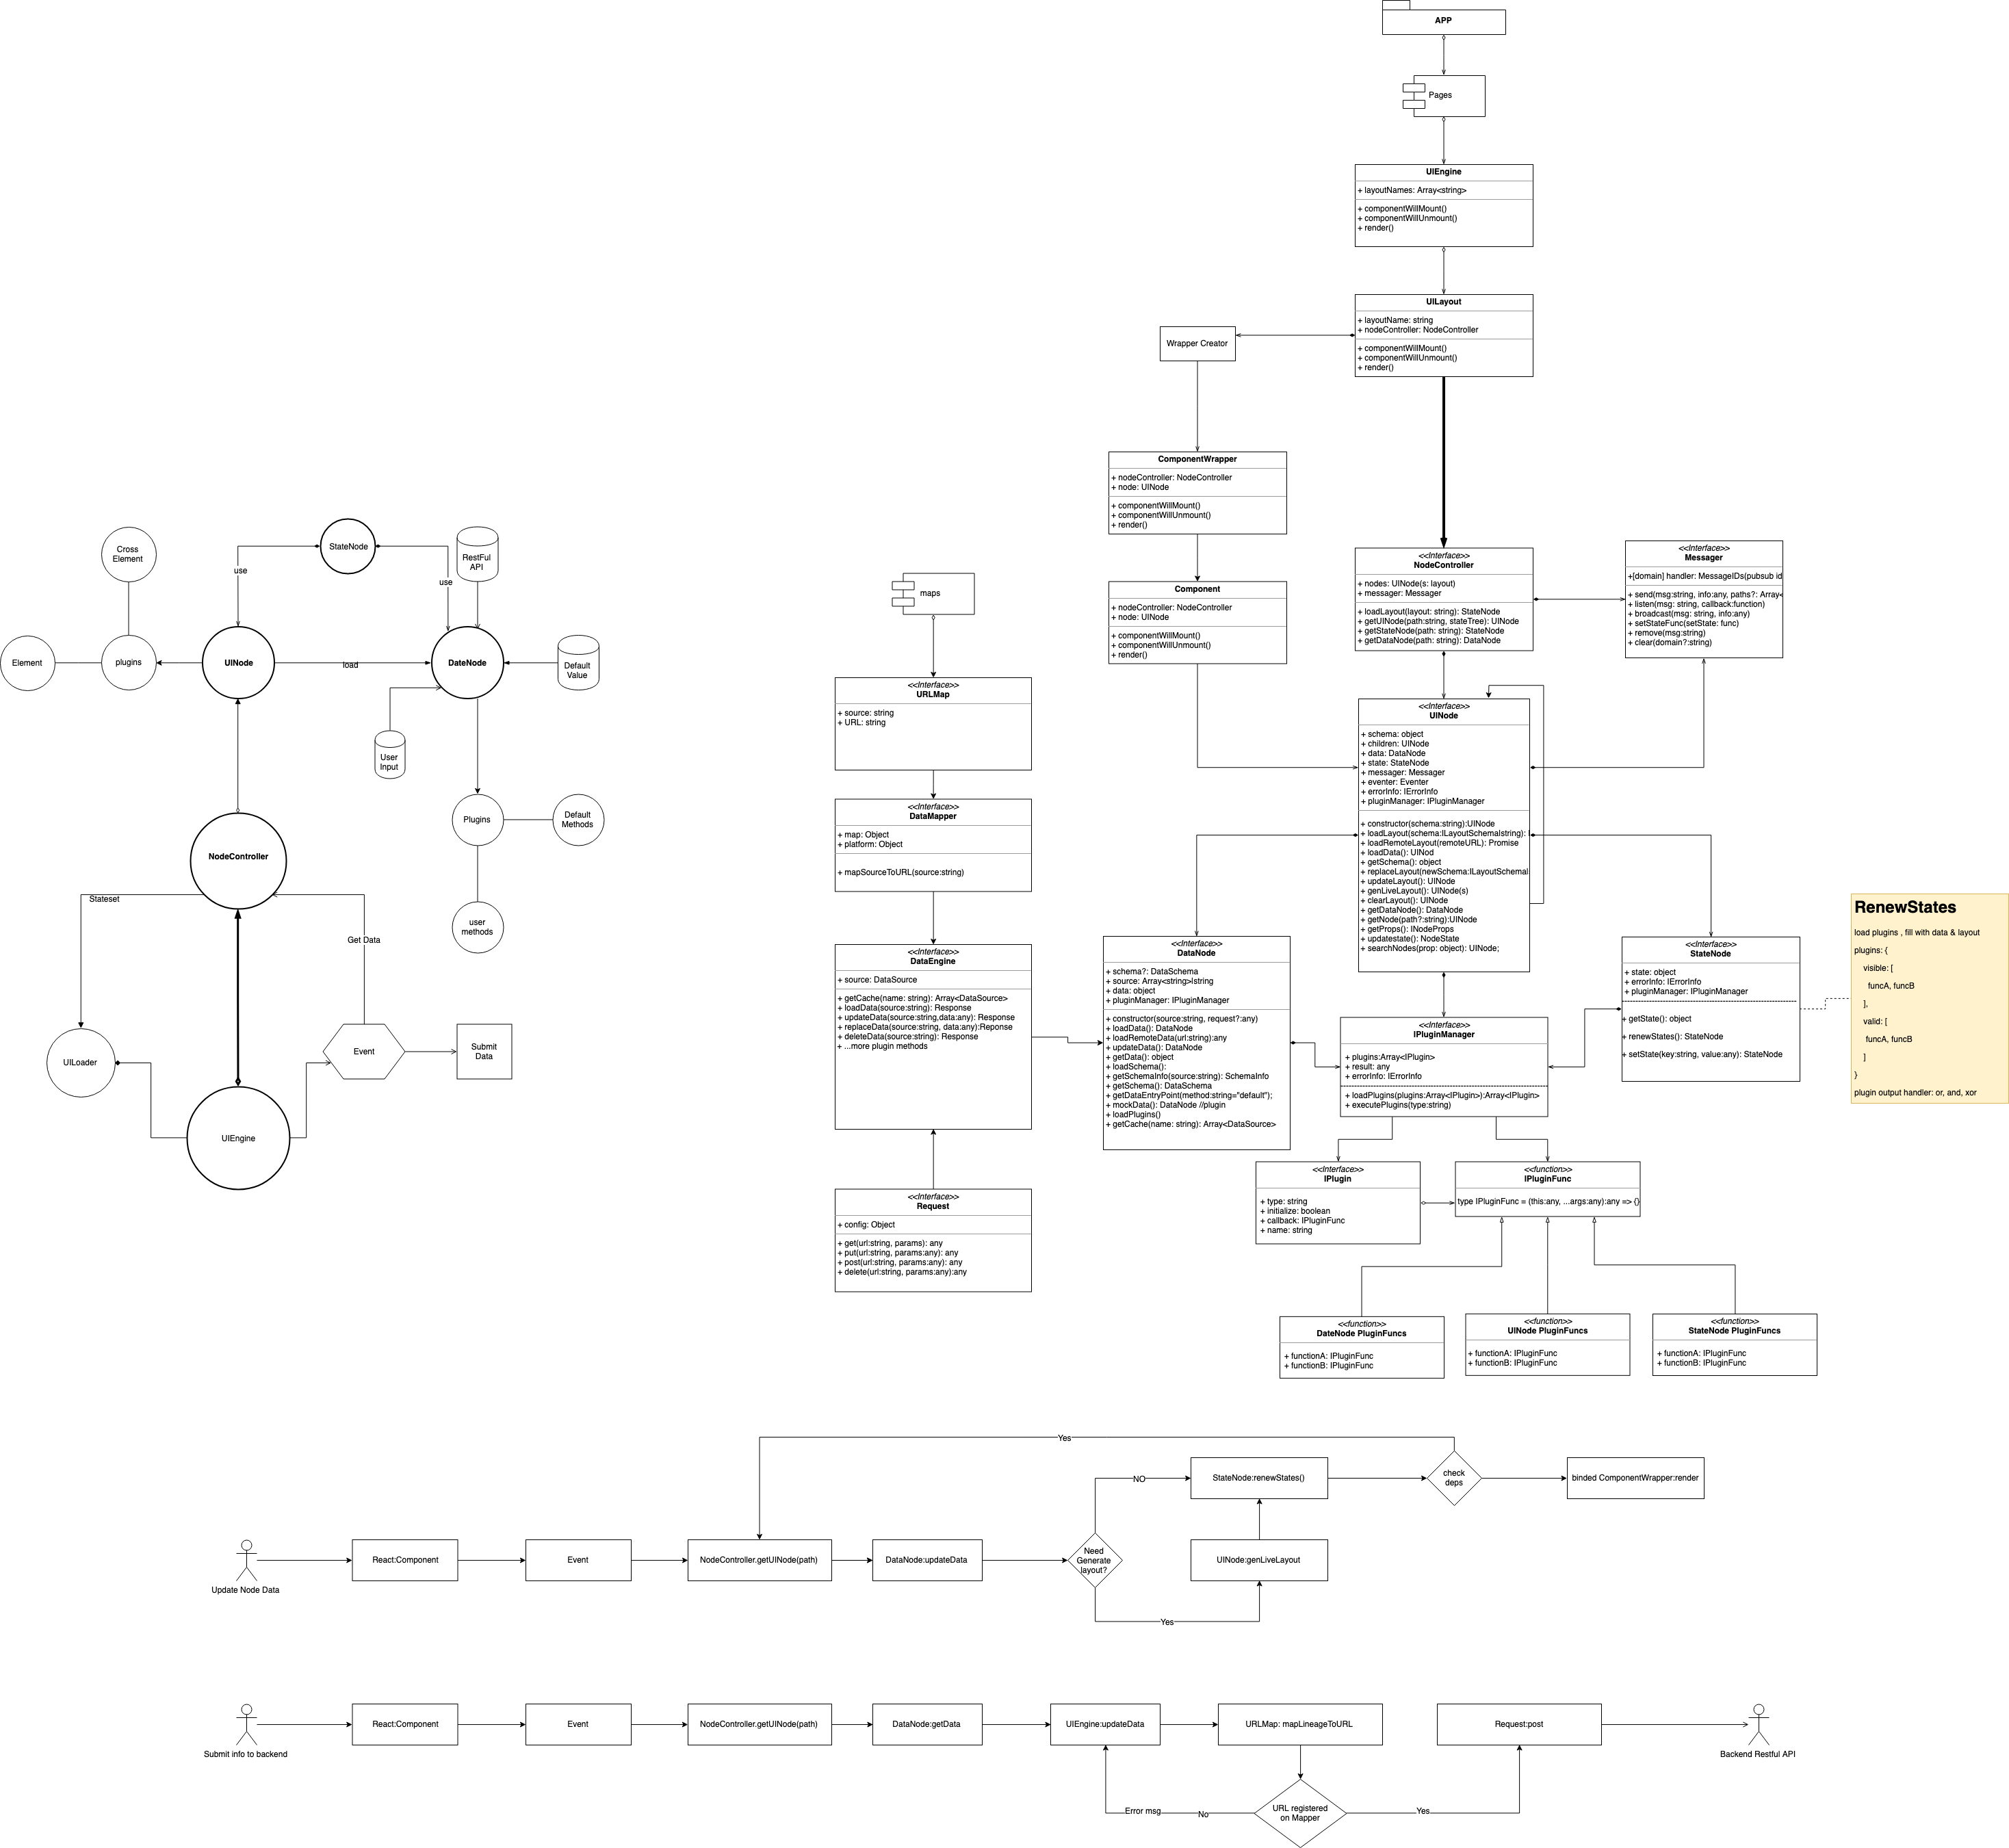 APP
Pages
UIEngine
+ layoutNames: Array<string>
+ componentWillMount()
+ componentWillUnmount()
+ render()
UILayout
+ layoutName: string
+ nodeController: NodeController
+ componentWillMount()
+ componentWillUnmount()
+ render()
Wrapper Creator
ComponentWrapper
+ nodeController: NodeController
+ node: UINode
+ componentWillMount()
+ componentWillUnmount()
+ render()
Component
+ nodeController: NodeController
+ node: UINode
+ componentWillMount()
+ componentWillUnmount()
+ render()
<<Interface>>
NodeController
+ nodes: UINode(s: layout)
+ messager: Messager
+ loadLayout(layout: string): StateNode
+ getUINode(path:string, stateTree): UINode
+ getStateNode(path: string): StateNode
+ getDataNode(path: string): DataNode
<<Interface>>
Messager
+[domain] handler: MessageIDs(pubsub id
+ send(msg:string, info:any, paths?: Array<
+ listen(msg: string, callback:function)
+ broadcast(msg: string, info:any)
+ setStateFunc(setState: func)
+ remove(msg:string)
+ clear(domain?:string)
Cross
Element
StateNode
RestFul
API
use
use
Element
plugins
UINode
load
DateNode
Default
Value
User
Input
Plugins
Default
Methods
user
methods
NodeController
Stateset
Get Data
UILoader
Event
Submit
Data
UIEngine
maps
<<Interface>>
URLMap
+ source: string
+ URL: string
<<Interface>>
DataMapper
+ map: Object
+ platform: Object
+ mapSourceToURL(source:string)
<<Interface>>
DataEngine
+ source: DataSource
+ getCache(name: string): Array<DataSource>
+ loadData(source:string): Response
+ updateData(source:string,data:any): Response
+ replaceData(source:string, data:any):Reponse
+ deleteData(source:string): Response
+ ...more plugin methods
<<Interface>>
Request
+ config: Object
+ get(url:string, params): any
+ put(url:string, params:any): any
+ post(url:string, params:any): any
+ delete(url:string, params:any):any
<<Interface>>
UINode
+ schema: object
+ children: UINode
+ data: DataNode
+ state: StateNode
+ messager: Messager
+ eventer: Eventer
+ errorInfo: IErrorInfo
+ pluginManager: IPluginManager
+ constructor(schema:string):UINode
+ loadLayout(schema:ILayoutSchema|string): I
+ loadRemoteLayout(remoteURL): Promise
+ loadData(): UINod
+ getSchema(): object
+ replaceLayout(newSchema:ILayoutSchema|
+ updateLayout(): UINode
+ genLiveLayout(): UINode(s)
+ clearLayout(): UINode
+ getDataNode(): DataNode
+ getNode(path?:string):UINode
+ getProps(): INodeProps
+ updatestate(): NodeState
+ searchNodes(prop: object): UINode;
<<Interface>>
DataNode
+ schema?: DataSchema
+ source: Array<string>|string
+ data: object
+ pluginManager: IPluginManager
+ constructor(source:string, request?:any)
+ loadData(): DataNode
+ loadRemoteData(url:string):any
+ updateData(): DataNode
+ getData(): object
+ loadSchema():
+ getSchemaInfo(source:string): SchemaInfo
+ getSchema(): DataSchema
+ getDataEntryPoint(method:string="default");
+ mockData(): DataNode //plugin
+ loadPlugins()
+ getCache(name: string): Array<DataSource>
<<Interface>>
IPluginManager
+ plugins:Array<IPlugin>
+ result: any
+ errorInfo: IErrorInfo
+ loadPlugins(plugins:Array<IPlugin>):Array<IPlugin>
+ executePlugins(type:string)
<<Interface>>
StateNode
+ state: object
+ errorInfo: IErrorInfo
+ pluginManager: IPluginManager
+ getState(): object
+ renewStates(): StateNode
+ setState(key:string, value:any): StateNode
RenewStates
load plugins , fill with data & layout
plugins: {
visible: [
funcA, funcB
],
valid: [
funcA, funcB
]
}
plugin output handler: or, and, xor
<<Interface>>
IPlugin
+ type: string
+ initialize: boolean
+ callback: IPluginFunc
+ name: string
<<function>>
IPluginFunc
type IPluginFunc = (this:any, ...args:any):any => {}
<<function>>
DateNode PluginFuncs
+ functionA: IPluginFunc
+ functionB: IPluginFunc
<<function>>
UINode PluginFuncs
+ functionA: IPluginFunc
+ functionB: IPluginFunc
<<function>>
StateNode PluginFuncs
+ functionA: IPluginFunc
+ functionB: IPluginFunc
Yes
NO
StateNode:renewStates()
check
deps
binded ComponentWrapper:render
Update Node Data
React:Component
Event
NodeController.getUINode(path)
DataNode:updateData
Need
Generate
layout?
UINode:genLiveLayout
Yes
Submit info to backend
React:Component
Event
NodeController.getUINode(path)
DataNode:getData
UIEngine:updateData
URLMap: mapLineageToURL
Request:post
Backend Restful API
Error msg
No
URL registered
on Mapper
Yes